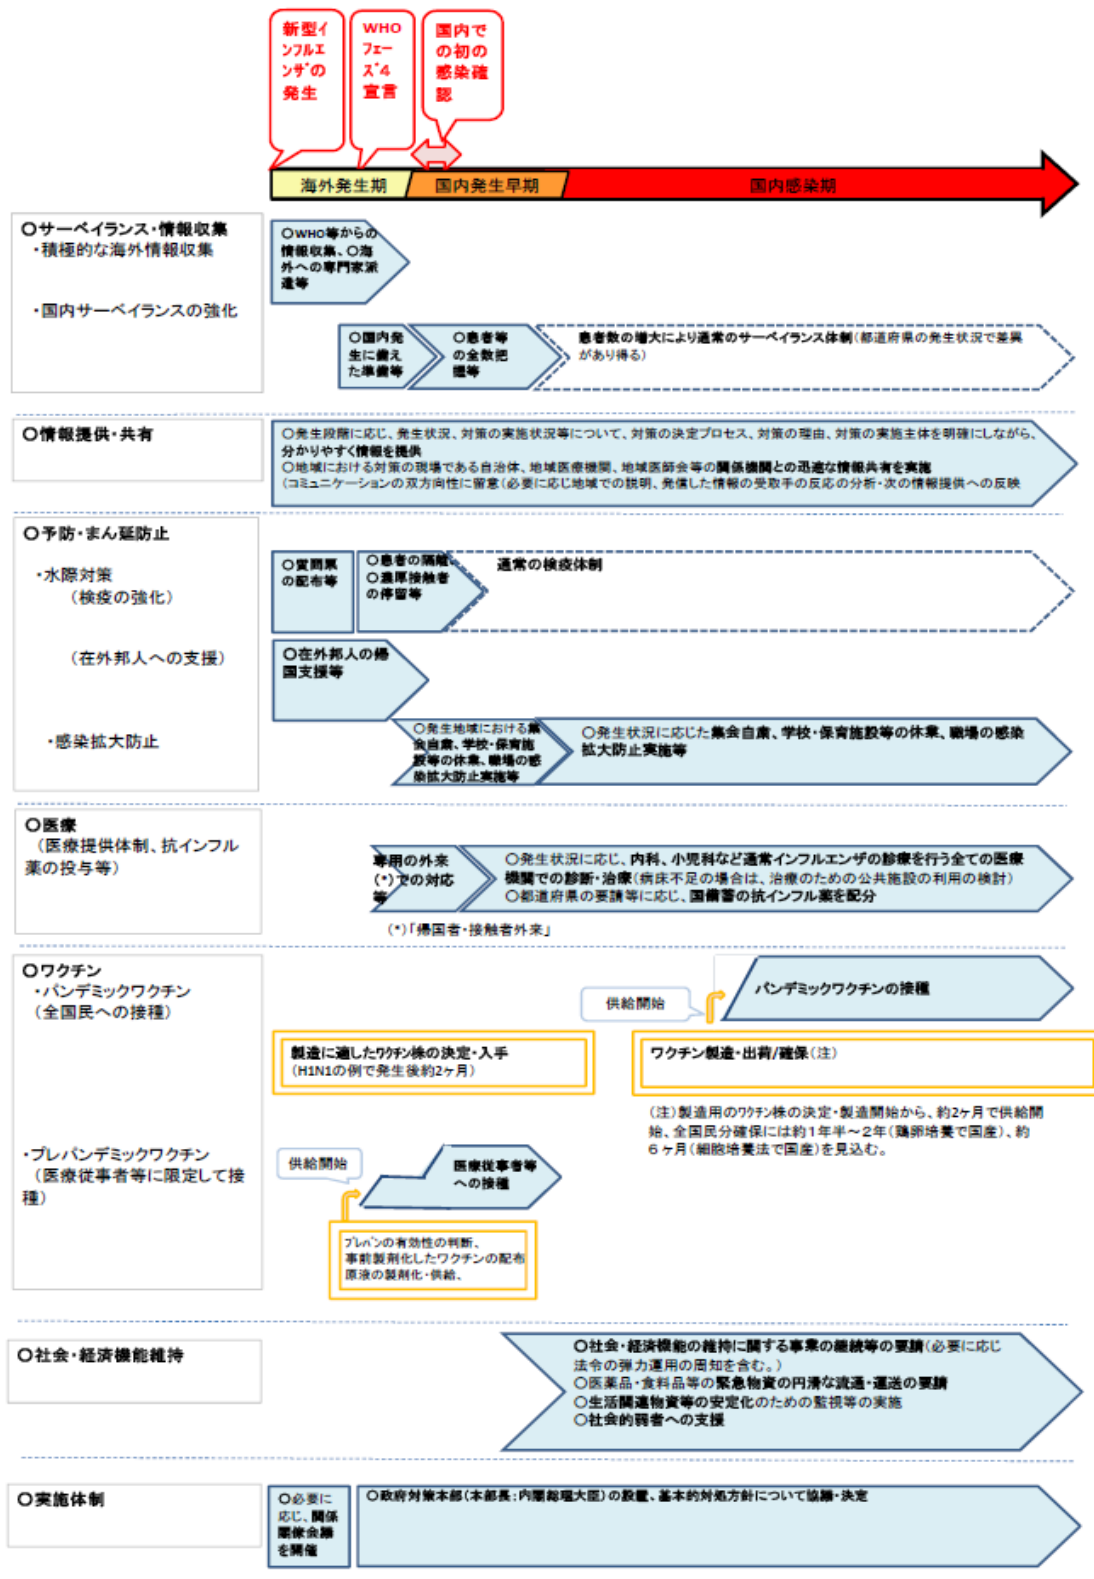 新型イ
ンフルエ
ンザの
発生
WHO
フェー
ズ4
宣言
国内で
の初の
感染確
認
海外発生期
国内発生早期
国内感染期
○サーベイランス・情報収集
・積極的な海外情報収集
・国内サーベイランスの強化
○WHO等からの
情報収集、○海
外への専門家派
遣等
○国内発
生に備え
た準備等
○患者等
の全数把
握等
患者数の増大により通常のサーベイランス体制(都道府県の発生状況で差異
があり得る)
○情報提供・共有
○発生段階に応じ、発生状況、対策の実施状況等について、対策の決定プロセス、対策の理由、対策の実施主体を明確にしながら、
分かりやすく情報を提供
○地域における対策の現場である自治体、地域医療機関、地域医師会等の関係機関との迅速な情報共有を実施
(コミュニケーションの双方向性に留意(必要に応じ地域での説明、発信した情報の受取手の反応の分析・次の情報提供への反映
○予防・まん延防止
・水際対策
(検疫の強化)
(在外邦人への支援)
・感染拡大防止
○質問票
の配布等
○患者の隔離、
○濃厚接触者
の停留等
通常の検疫体制
○在外邦人の帰
国支援等
○発生地域における集
会自粛、学校・保育施
設等の休業、職場の感
染拡大防止実施等
○発生状況に応じた集会自粛、学校・保育施設等の休業、職場の感染
拡大防止実施等
○医療
(医療提供体制、抗インフル
薬の投与等)
専用の外来
(*)での対応
等
○発生状況に応じ、内科、小児科など通常インフルエンザの診療を行う全ての医療
機関での診断・治療(病床不足の場合は、治療のための公共施設の利用の検討)
○都道府県の要請等に応じ、国備蓄の抗インフル薬を配分
(*)「帰国者・接触者外来」
○ワクチン
・パンデミックワクチン
(全国民への接種)
供給開始
パンデミックワクチンの接種
製造に適したワクチン株の決定・入手
(H1N1の例で発生後約2ヶ月)
ワクチン製造・出荷/確保(注)
(注)製造用のワクチン株の決定・製造開始から、約2ヶ月で供給開
始、全国民分確保には約1年半~2年(鶏卵培養で国産)、約
6ヶ月(細胞培養法で国産)を見込む。
・プレパンデミックワクチン
(医療従事者等に限定して接
種)
供給開始
医療従事者等
への接種
プレパンの有効性の判断、
事前製剤化したワクチンの配布
原液の製剤化・供給、
○社会・経済機能維持
○社会・経済機能の維持に関する事業の継続等の要請(必要に応じ
法令の弾力運用の周知を含む。)
○医薬品・食料品等の緊急物資の円滑な流通・運送の要請
○生活関連物資等の安定化のための監視等の実施
○社会的弱者への支援
○実施体制
○必要に
応じ、関係
閣僚会議
を開催
○政府対策本部(本部長:内閣総理大臣)の設置、基本的対処方針について協議・決定